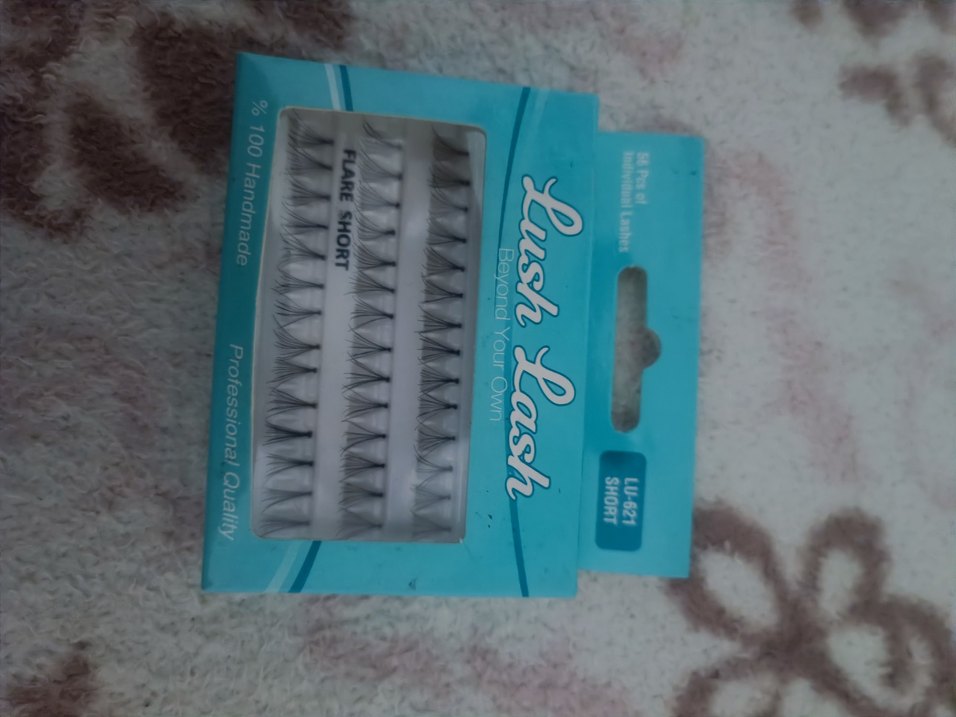 56 Pcs of
Individual Lashes
LU-621
SHORT
Lush Lash
Beyond Your Own
FLARE SHORT
% 100 Handmade
Professional Quality